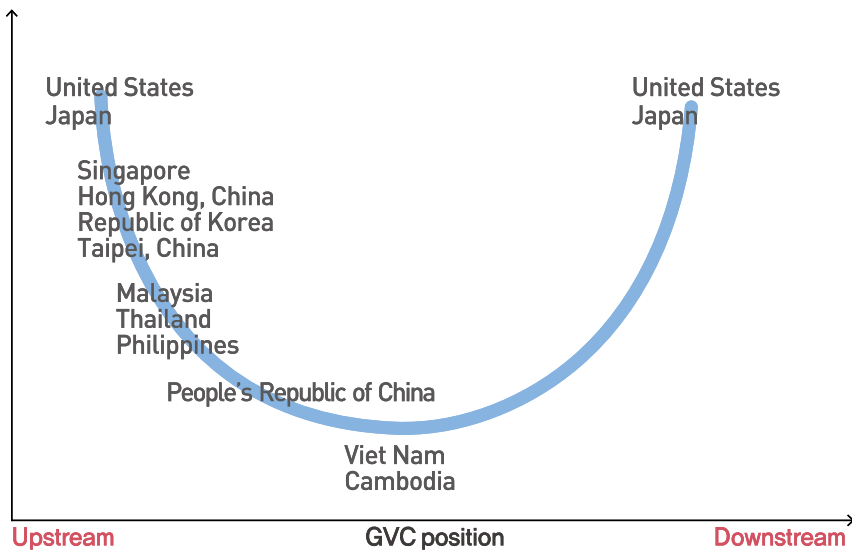 United States
Japan
United States
Japan
Singapore
Hong Kong, China
Republic of Korea
Taipei, China
Malaysia
Thailand
Philippines
People's Republic of China
Viet Nam
Cambodia
Upstream
GVC position
Downstream